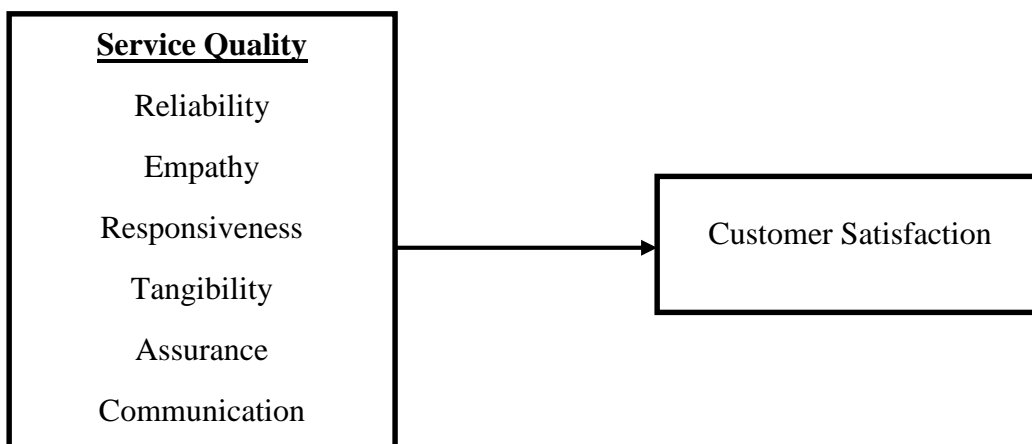 Service Quality
Reliability
Empathy
Responsiveness
Tangibility
Assurance
Communication
Customer Satisfaction